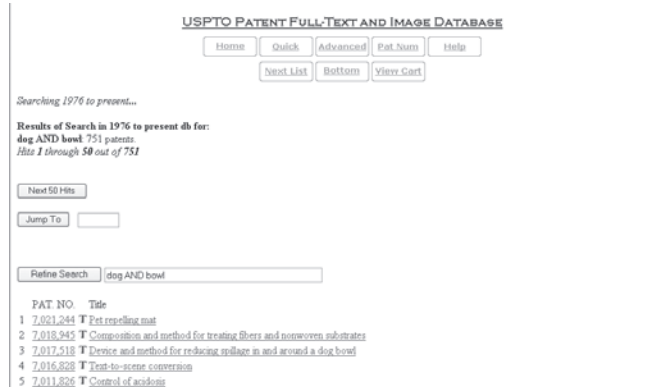 USPTO PATENT FULL-TEXT AND IMAGE DATABASE
Home Quick Advanced Pat Num Help
Next List Bottom View Cart
Searching 1976 to present...
Results of Search in 1976 to present db for:
dog AND bowl: 751 patents.
Hits 1 through 50 out of 751
Next 50 Hits
Jump To
Refine Search dog AND bowl
PAT. NO. Title
1 7,021,244 T Pet repelling mat
2 7,018,945 T Composition and method for treating fibers and nonwoven substrates
3 7,017,518 T Device and method for reducing spillage in and around a dog bowl
4 7,016,828 T Text-to-scene conversion
5 7,011,826 T Control of acidosis